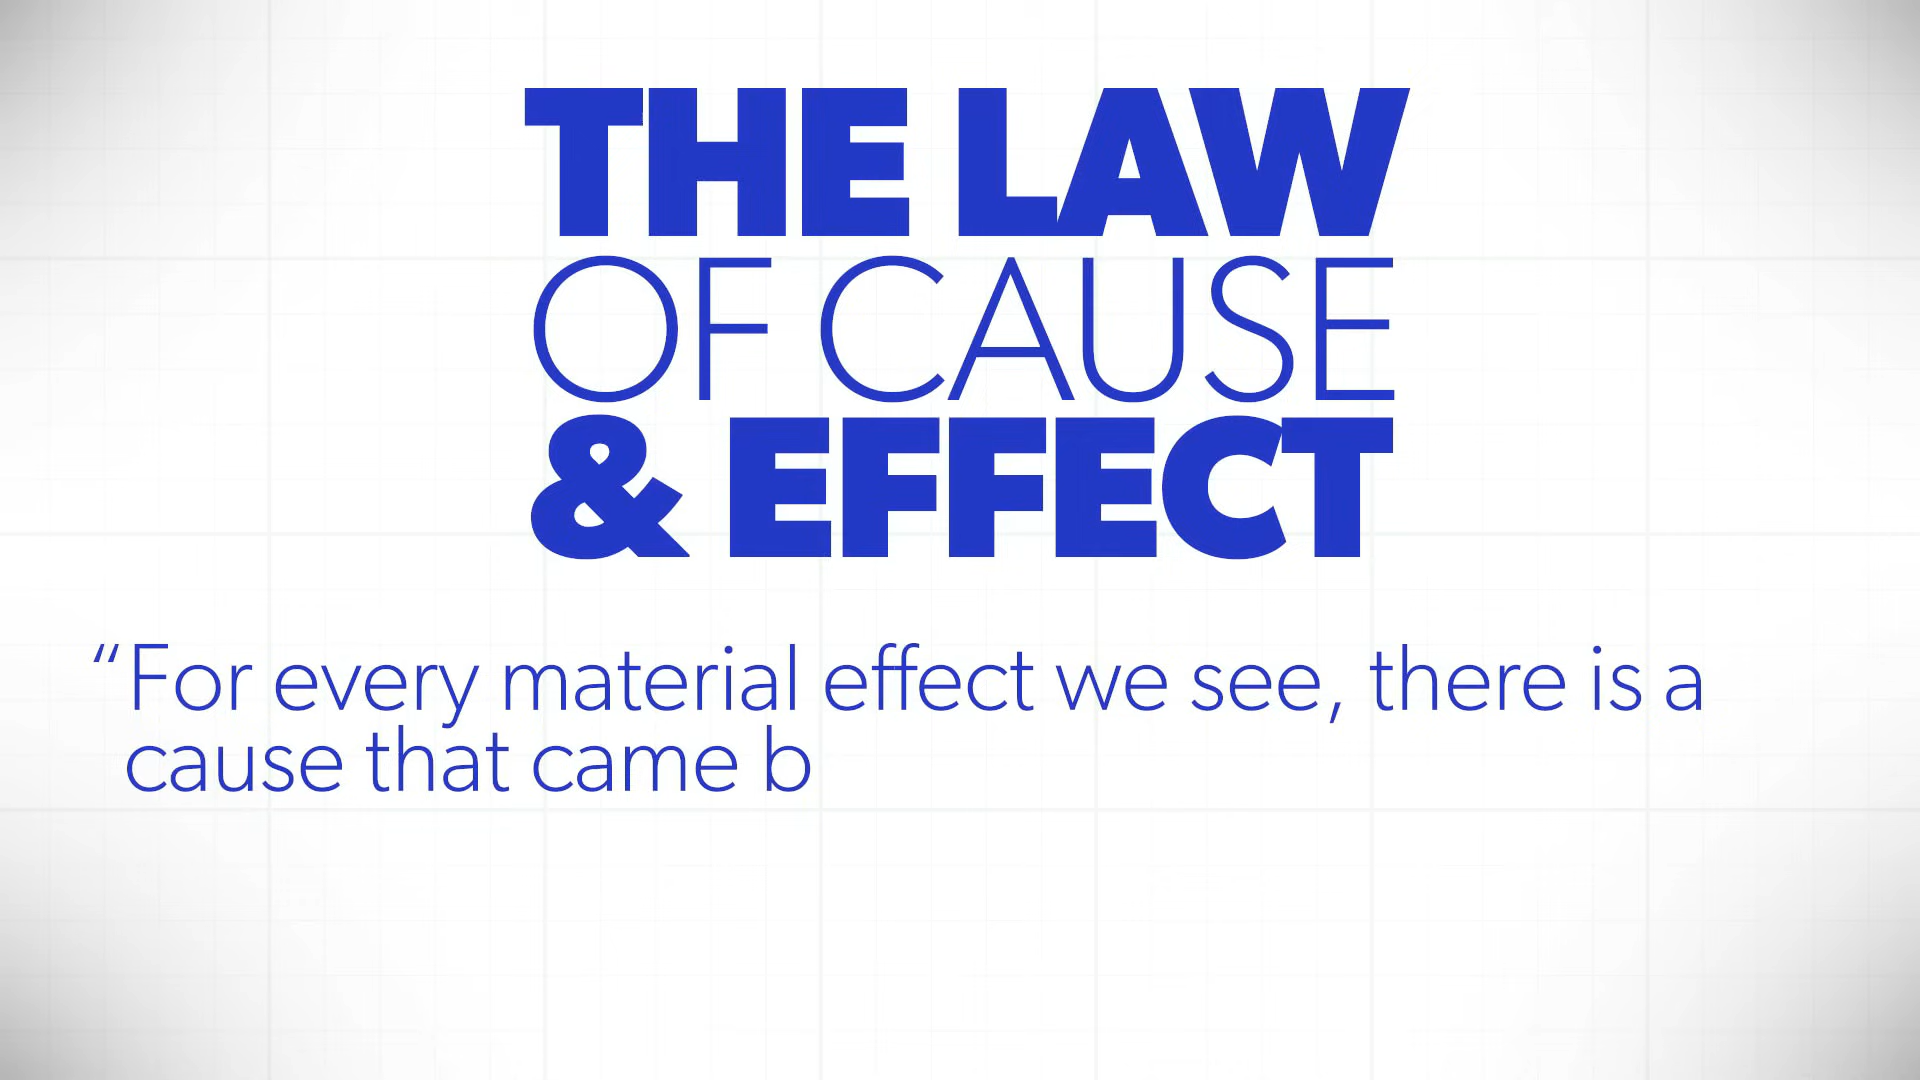 THE LAW
OF CAUSE
& EFFECT
“For every material effect we see, there is a
cause that came b